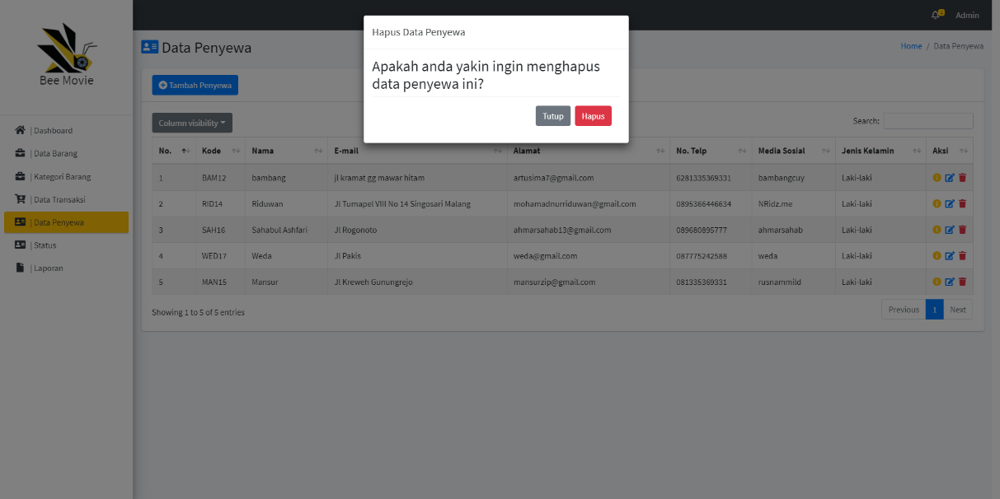 2
Admin
Hapus Data Penyewa
Data Penyewa
Home / Data Penyewa
Apakah anda yakin ingin menghapus
data penyewa ini?
Bee Movie
Tambah Penyewa
Tutup
Hapus
Column visibility
Search:
| Dashboard
| Data Barang
| Kategori Barang
| Data Transaksi
| Data Penyewa
| Status
| Laporan
No. Kode Nama E-mail Alamat No. Telp Media Sosial Jenis Kelamin Aksi
1 BAM12 bambang jl kramat gg mawar hitam artusima7@gmail.com 6281335369331 bambangcuy Laki-laki
2 RID14 Riduwan Jl Tumapel VIII No 14 Singosari Malang mohamadnurriduwan@gmail.com 0895366446634 NRidz.me Laki-laki
3 SAH16 Sahabul Ashfari Jl Rogonoto ahmarsahab13@gmail.com 089680895777 ahmarsahab Laki-laki
4 WED17 Weda Jl Pakis weda@gmail.com 087775242588 weda Laki-laki
5 MAN15 Mansur Jl Kreweh Gunungrejo mansurzip@gmail.com 081335369331 rusnammild Laki-laki
Showing 1 to 5 of 5 entries
Previous 1 Next